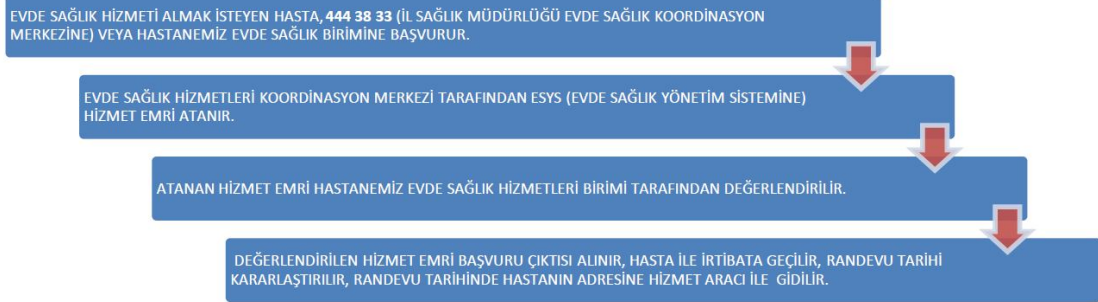 EVDE SAĞLIK HİZMETİ ALMAK İSTEYEN HASTA, 444 38 33 (İL SAĞLIK MÜDÜRLÜĞÜ EVDE SAĞLIK KOORDİNASYON
MERKEZİNE) VEYA HASTANEMİZ EVDE SAĞLIK BİRİMİNE BAŞVURUR.
EVDE SAĞLIK HİZMETLERİ KOORDİNASYON MERKEZİ TARAFINDAN ESYS (EVDE SAĞLIK YÖNETİM SİSTEMİNE)
HİZMET EMRİ ATANIR.
ATANAN HİZMET EMRİ HASTANEMİZ EVDE SAĞLIK HİZMETLERİ BİRİMİ TARAFINDAN DEĞERLENDİRİLİR.
DEĞERLENDİRİLEN HİZMET EMRİ BAŞVURU ÇIKTISI ALINIR, HASTA İLE İRTİBATA GEÇİLİR, RANDEVU TARİHİ
KARARLAŞTIRILIR, RANDEVU TARİHİNDE HASTANIN ADRESİNE HİZMET ARACI İLE GİDİLİR.